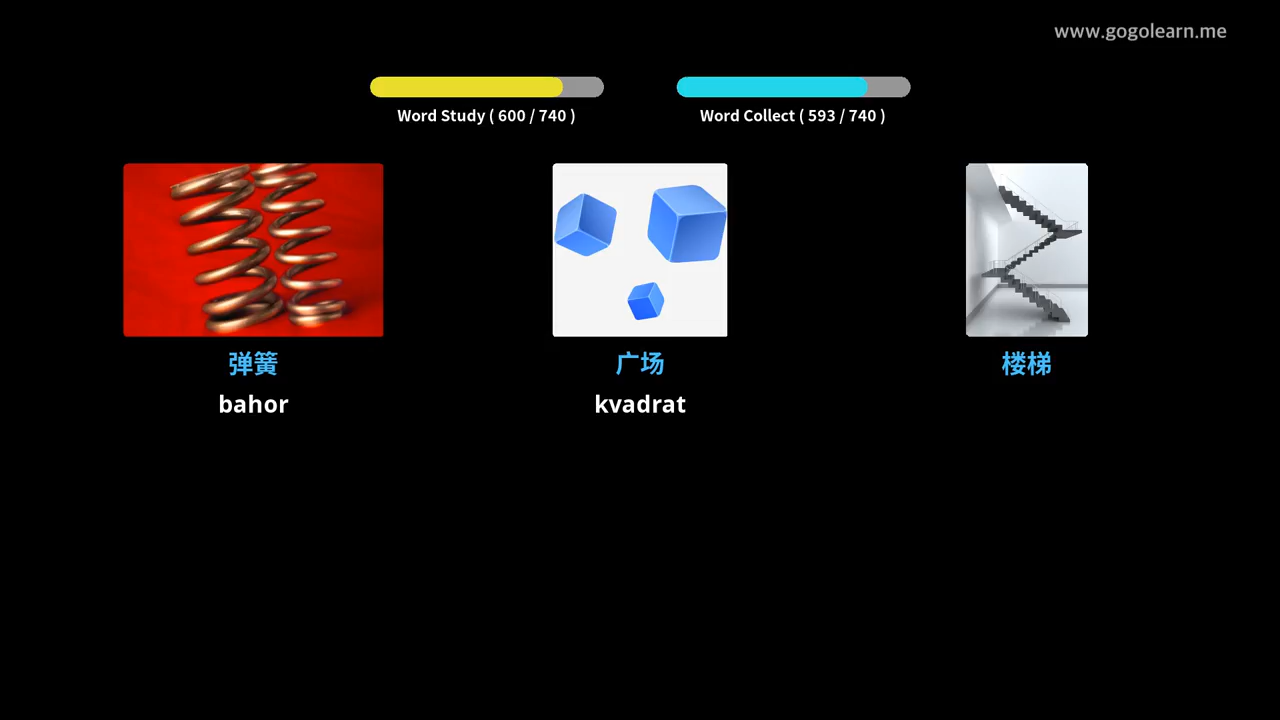 www.gogolearn.me
Word Study ( 600 / 740 )
Word Collect ( 593 / 740 )
弹簧
广场
楼梯
bahor
kvadrat